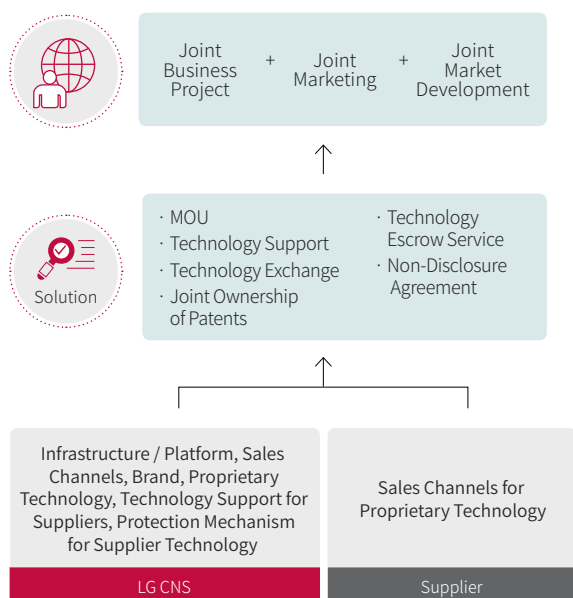 Joint
Business
Project
+
Joint
Marketing
+
Joint
Market
Development
Solution
· MOU
· Technology Support
· Technology Exchange
· Joint Ownership
of Patents
· Technology
Escrow Service
· Non-Disclosure
Agreement
Infrastructure / Platform, Sales
Channels, Brand, Proprietary
Technology, Technology Support for
Suppliers, Protection Mechanism
for Supplier Technology
LG CNS
Sales Channels for
Proprietary Technology
Supplier